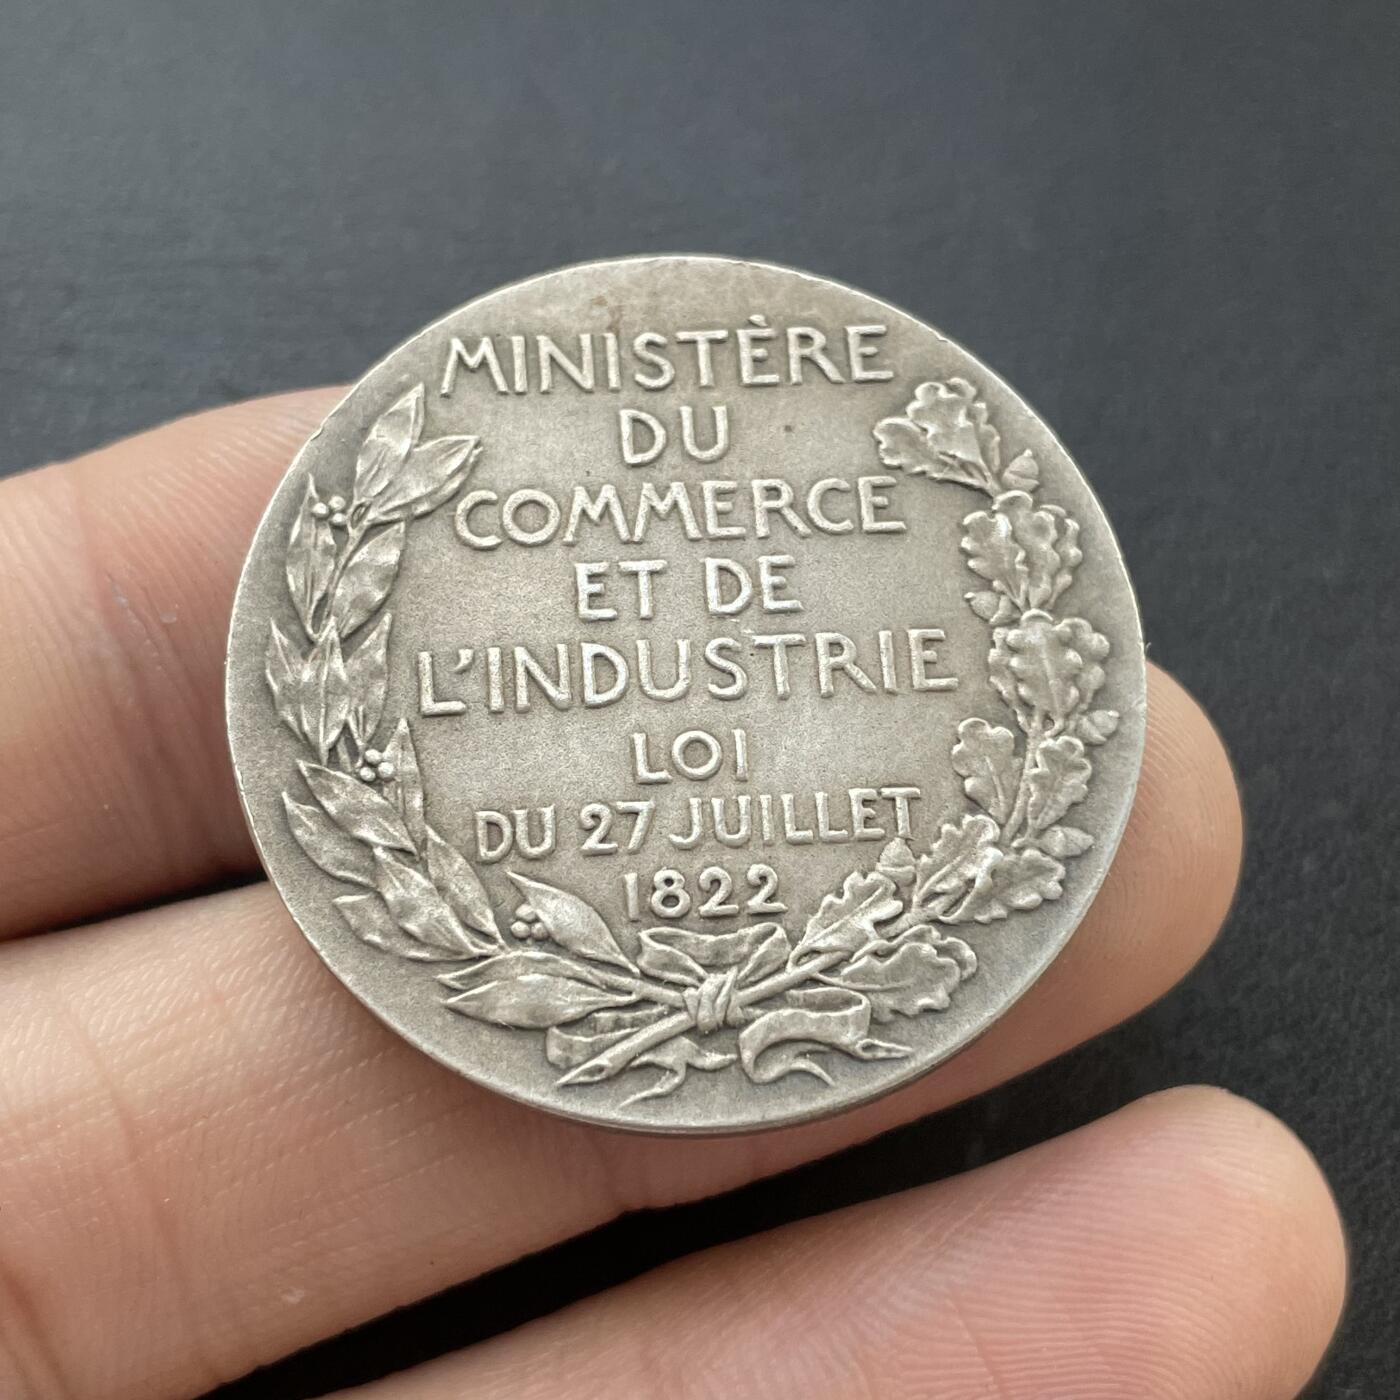 MINISTÈRE
DU
COMMERCE
ET DE
L'INDUSTRIE
LOI
DU 27 JUILLET
1822